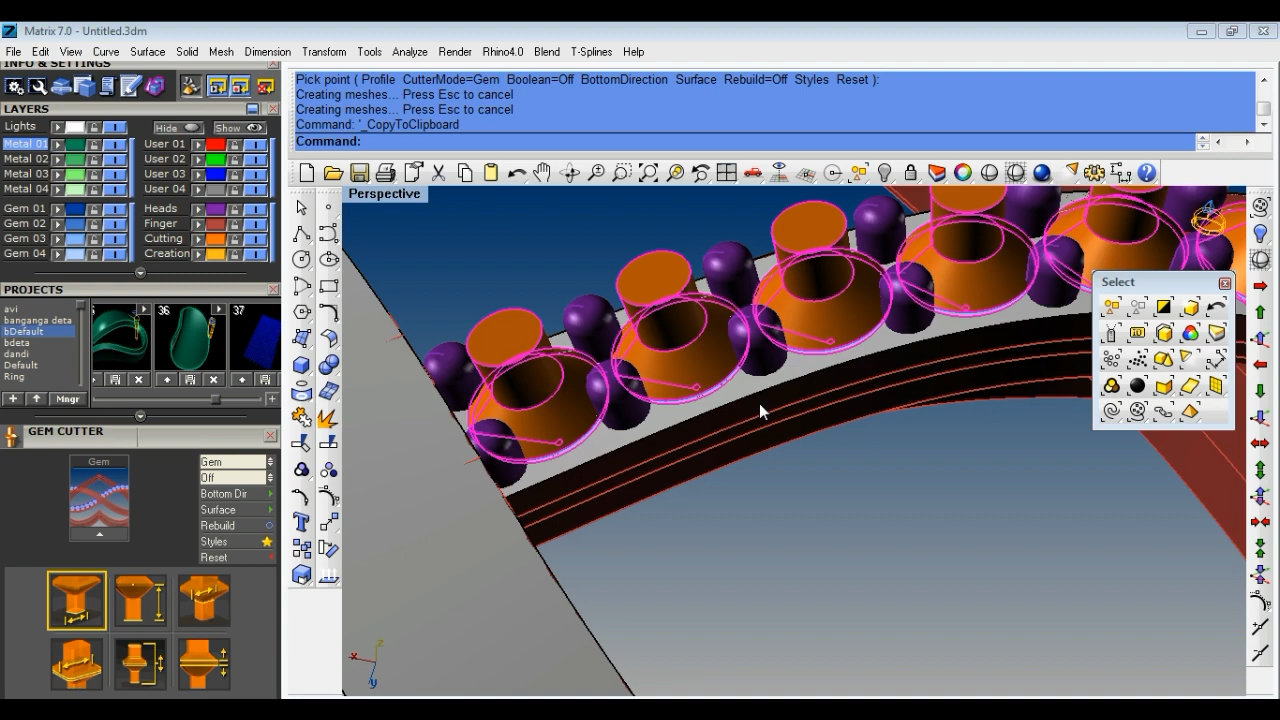 Matrix 7.0 - Untitled.3dm
File Edit View Curve Surface Solid Mesh Dimension Transform Tools Analyze Render Rhino4.0 Blend T-Splines Help
INFO & SETTINGS
Pick point ( Profile CutterMode=Gem Boolean=Off BottomDirection Surface Rebuild=Off Styles Reset ):
Creating meshes... Press Esc to cancel
Creating meshes... Press Esc to cancel
Command: '_CopyToClipboard
Command:
LAYERS
Lights Hide Show
Metal 01 User 01
Metal 02 User 02
Metal 03 User 03
Metal 04 User 04
Gem 01 Heads
Gem 02 Finger
Gem 03 Cutting
Gem 04 Creation
Perspective
PROJECTS
avi
banganga deta
bDefault
bdeta
dandi
Default
Ring
36 37
Mngr
GEM CUTTER
Gem
Gem
Off
Bottom Dir
Surface
Rebuild
Styles
Reset
Select
x
y
z